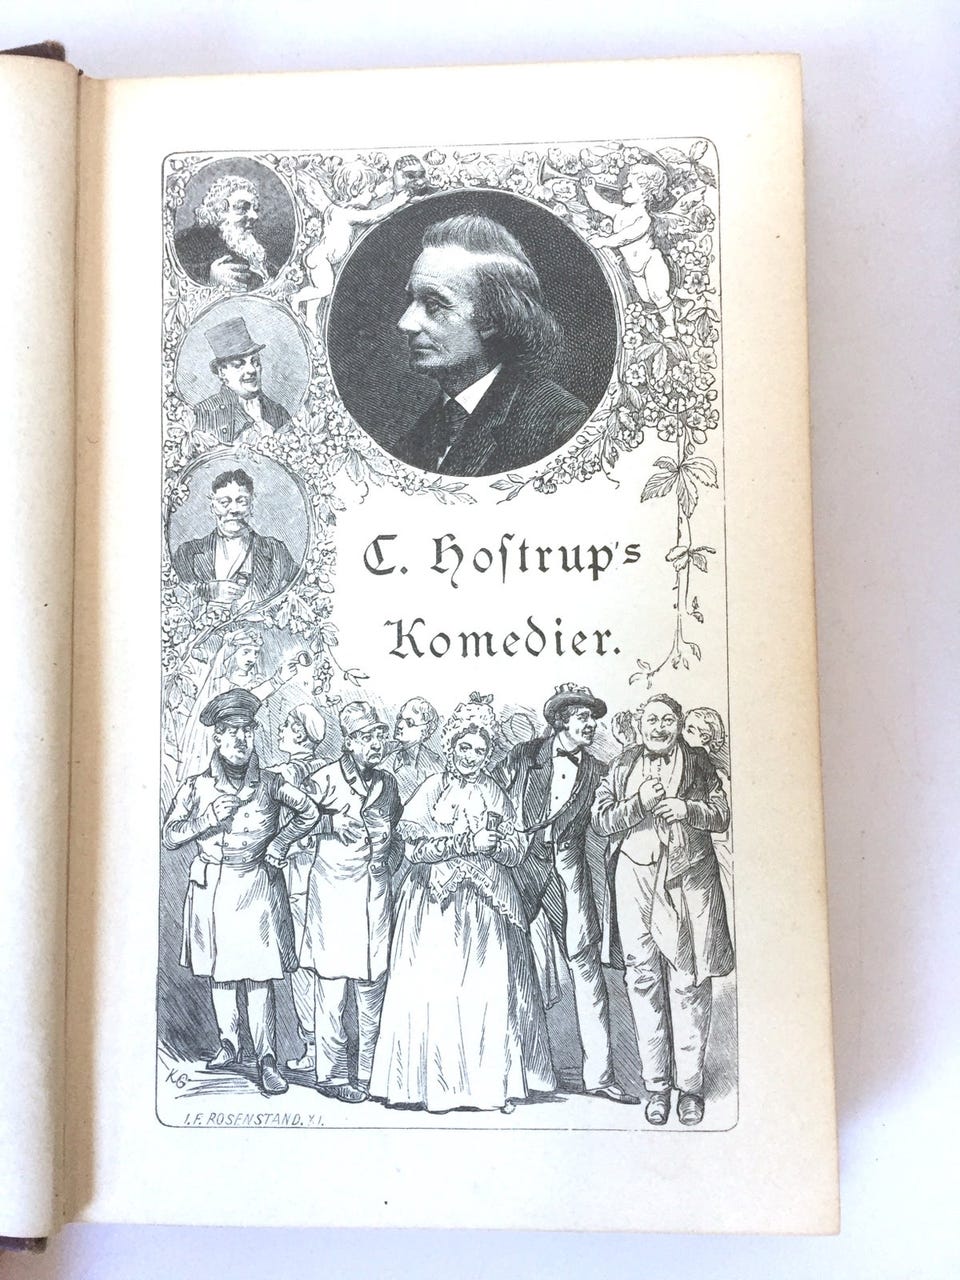 C. Hoſtrup's
Komedier.
KG
I. F. ROSENSTAND. X.I.